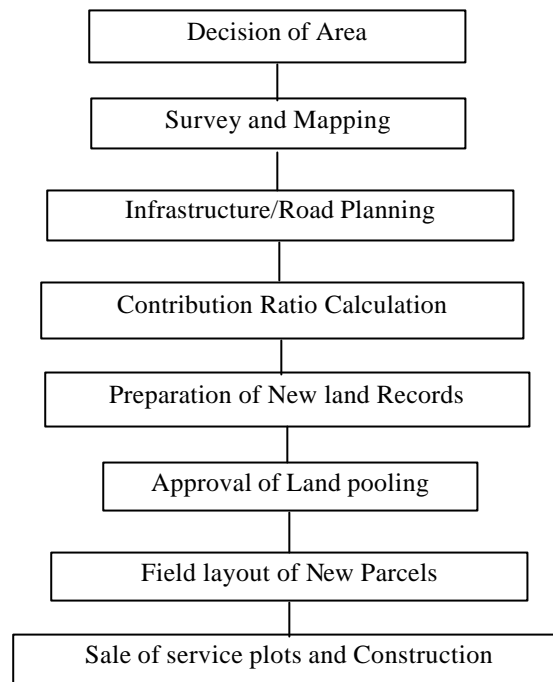 Decision of Area
Survey and Mapping
Infrastructure/Road Planning
Contribution Ratio Calculation
Preparation of New land Records
Approval of Land pooling
Field layout of New Parcels
Sale of service plots and Construction